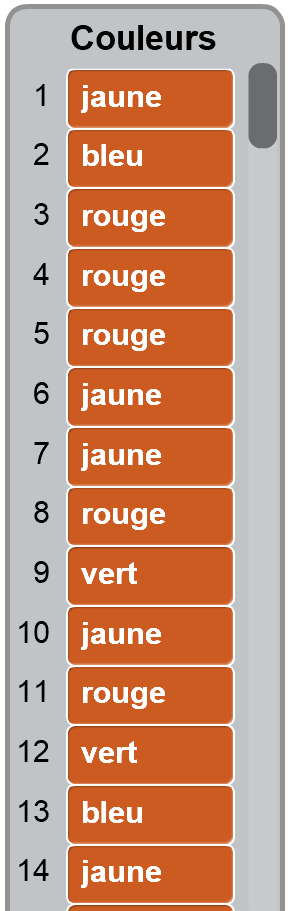 Couleurs
1 jaune
2 bleu
3 rouge
4 rouge
5 rouge
6 jaune
7 jaune
8 rouge
9 vert
10 jaune
11 rouge
12 vert
13 bleu
14 jaune